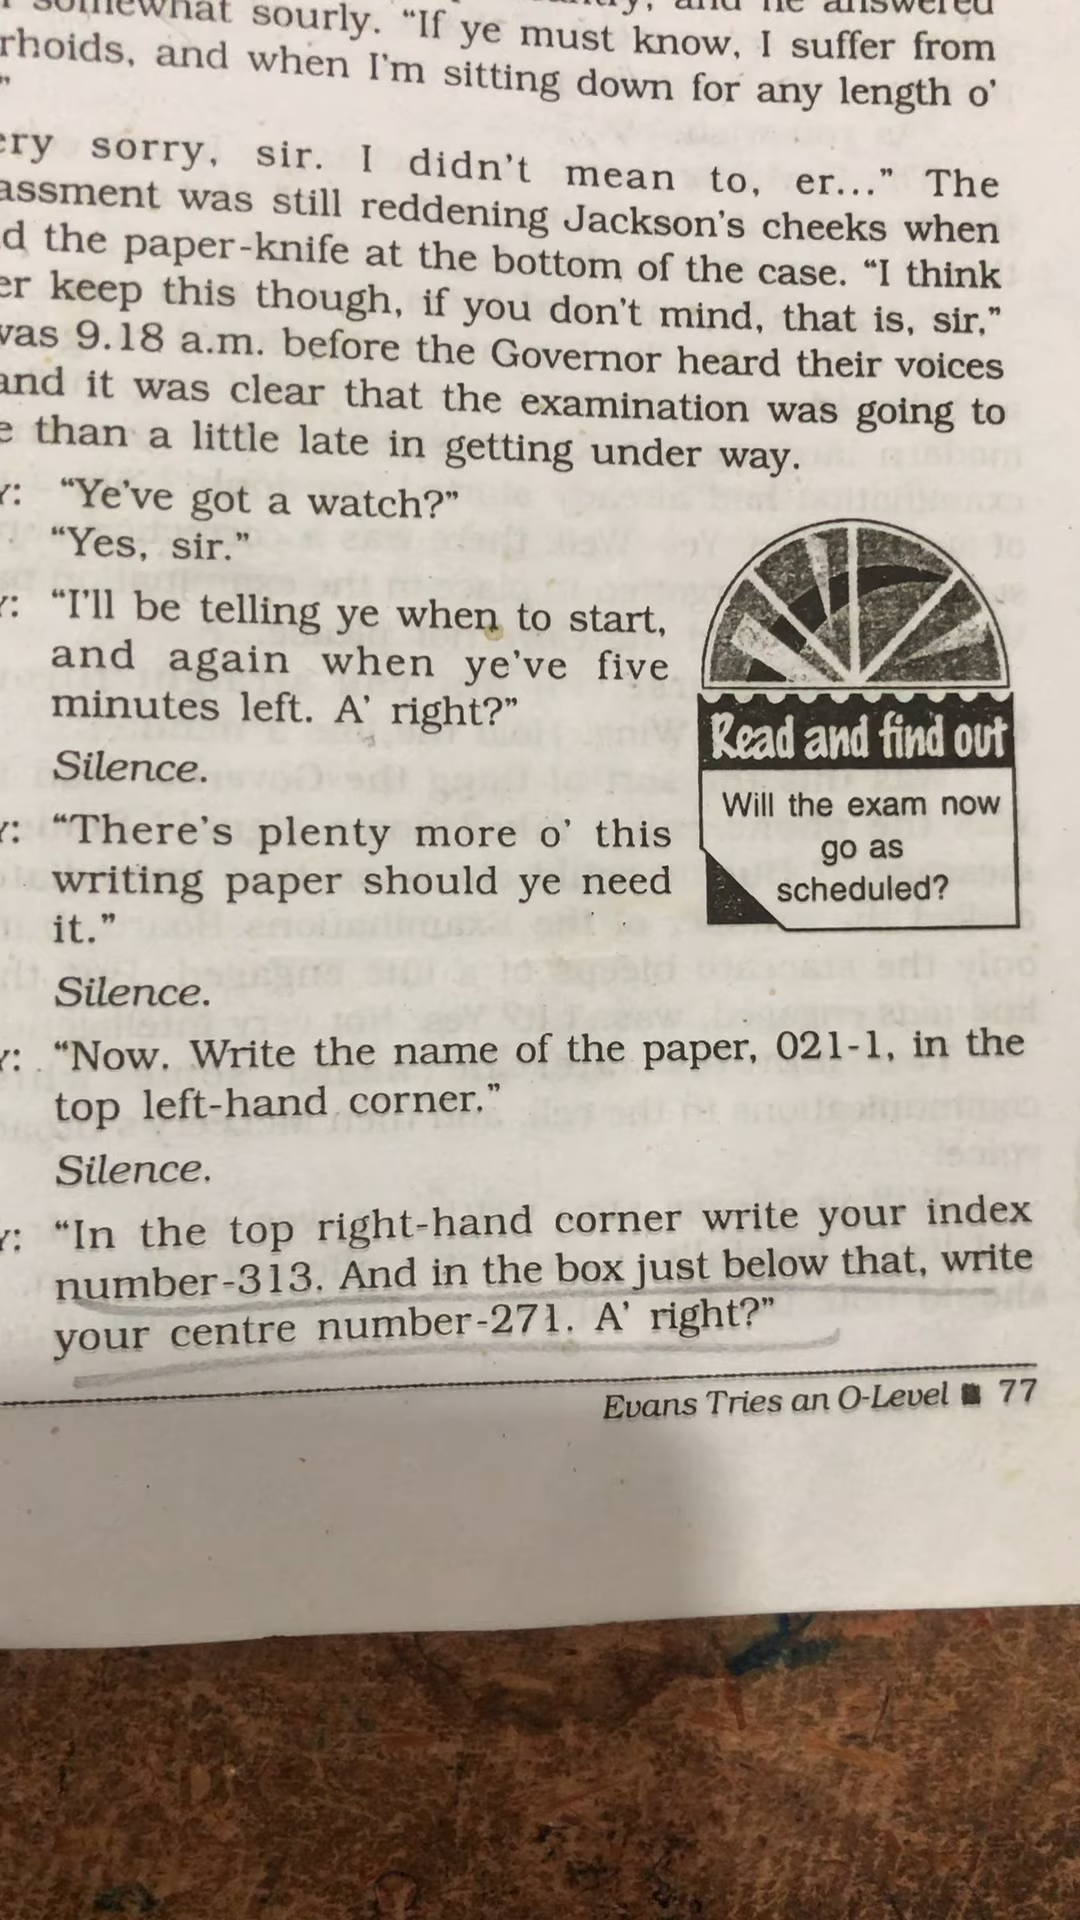 somewhat sourly. “If ye must know, I suffer from
rhoids, and when I'm sitting down for any length o'
”
ery sorry, sir. I didn't mean to, er...” The
assment was still reddening Jackson's cheeks when
d the paper-knife at the bottom of the case. “I think
er keep this though, if you don't mind, that is, sir,”
was 9.18 a.m. before the Governor heard their voices
and it was clear that the examination was going to
e than a little late in getting under way.
Y: “Ye've got a watch?”
“Yes, sir.”
Y: “I'll be telling ye when to start,
and again when ye've five
minutes left. A' right?”
Silence.
Y: “There's plenty more o' this
writing paper should ye need
it.”
Silence.
Y: “Now. Write the name of the paper, 021-1, in the
top left-hand corner.”
Silence.
Y: “In the top right-hand corner write your index
number-313. And in the box just below that, write
your centre number-271. A' right?”
Read and find out
Will the exam now
go as
scheduled?
Evans Tries an O-Level ■ 77